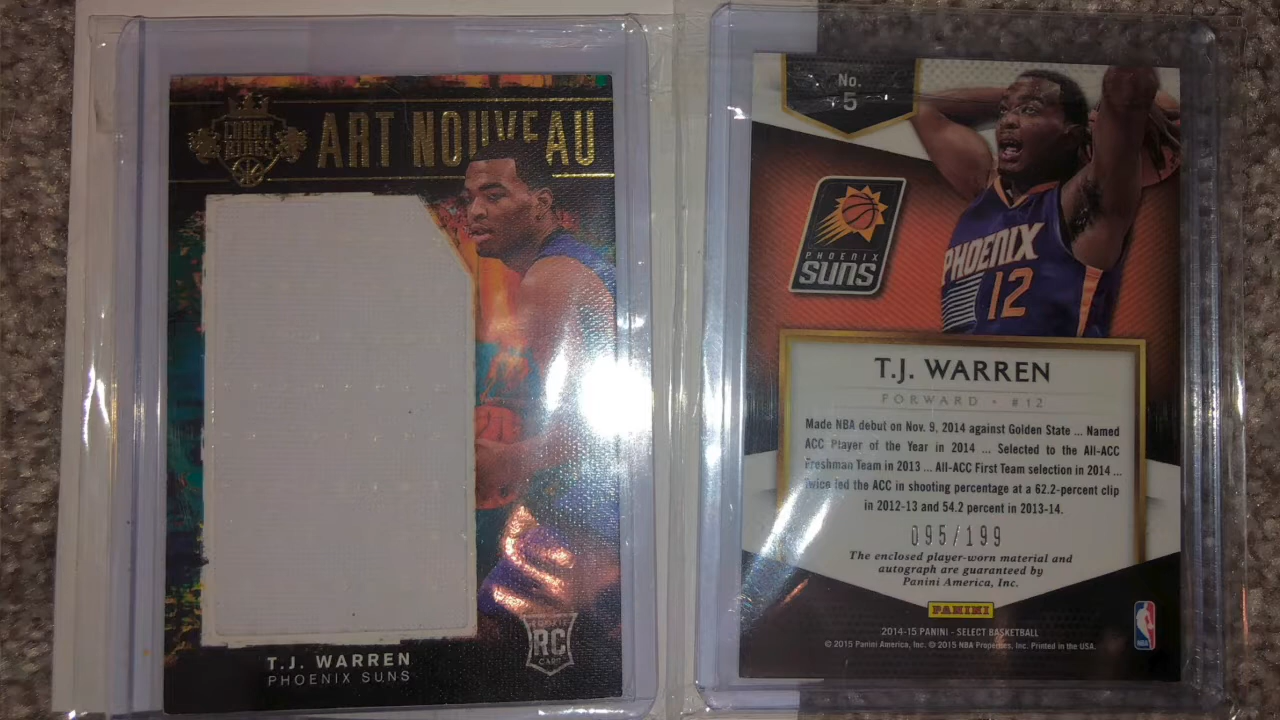 COURT
KINGS
ART NOUVEAU
ROOKIE
RC
CARD
T.J. WARREN
PHOENIX SUNS
No.
5
PHOENIX
SUNS
PHOENIX
12
T.J. WARREN
FORWARD • #12
Made NBA debut on Nov. 9, 2014 against Golden State ... Named
ACC Player of the Year in 2014 ... Selected to the All-ACC
Freshman Team in 2013 ... All-ACC First Team selection in 2014 ...
Twice led the ACC in shooting percentage at a 62.2-percent clip
in 2012-13 and 54.2 percent in 2013-14.
095/199
The enclosed player-worn material and
autograph are guaranteed by
Panini America, Inc.
PANINI
2014-15 PANINI - SELECT BASKETBALL
© 2015 Panini America, Inc. © 2015 NBA Properties, Inc. Printed in the USA.
NBA